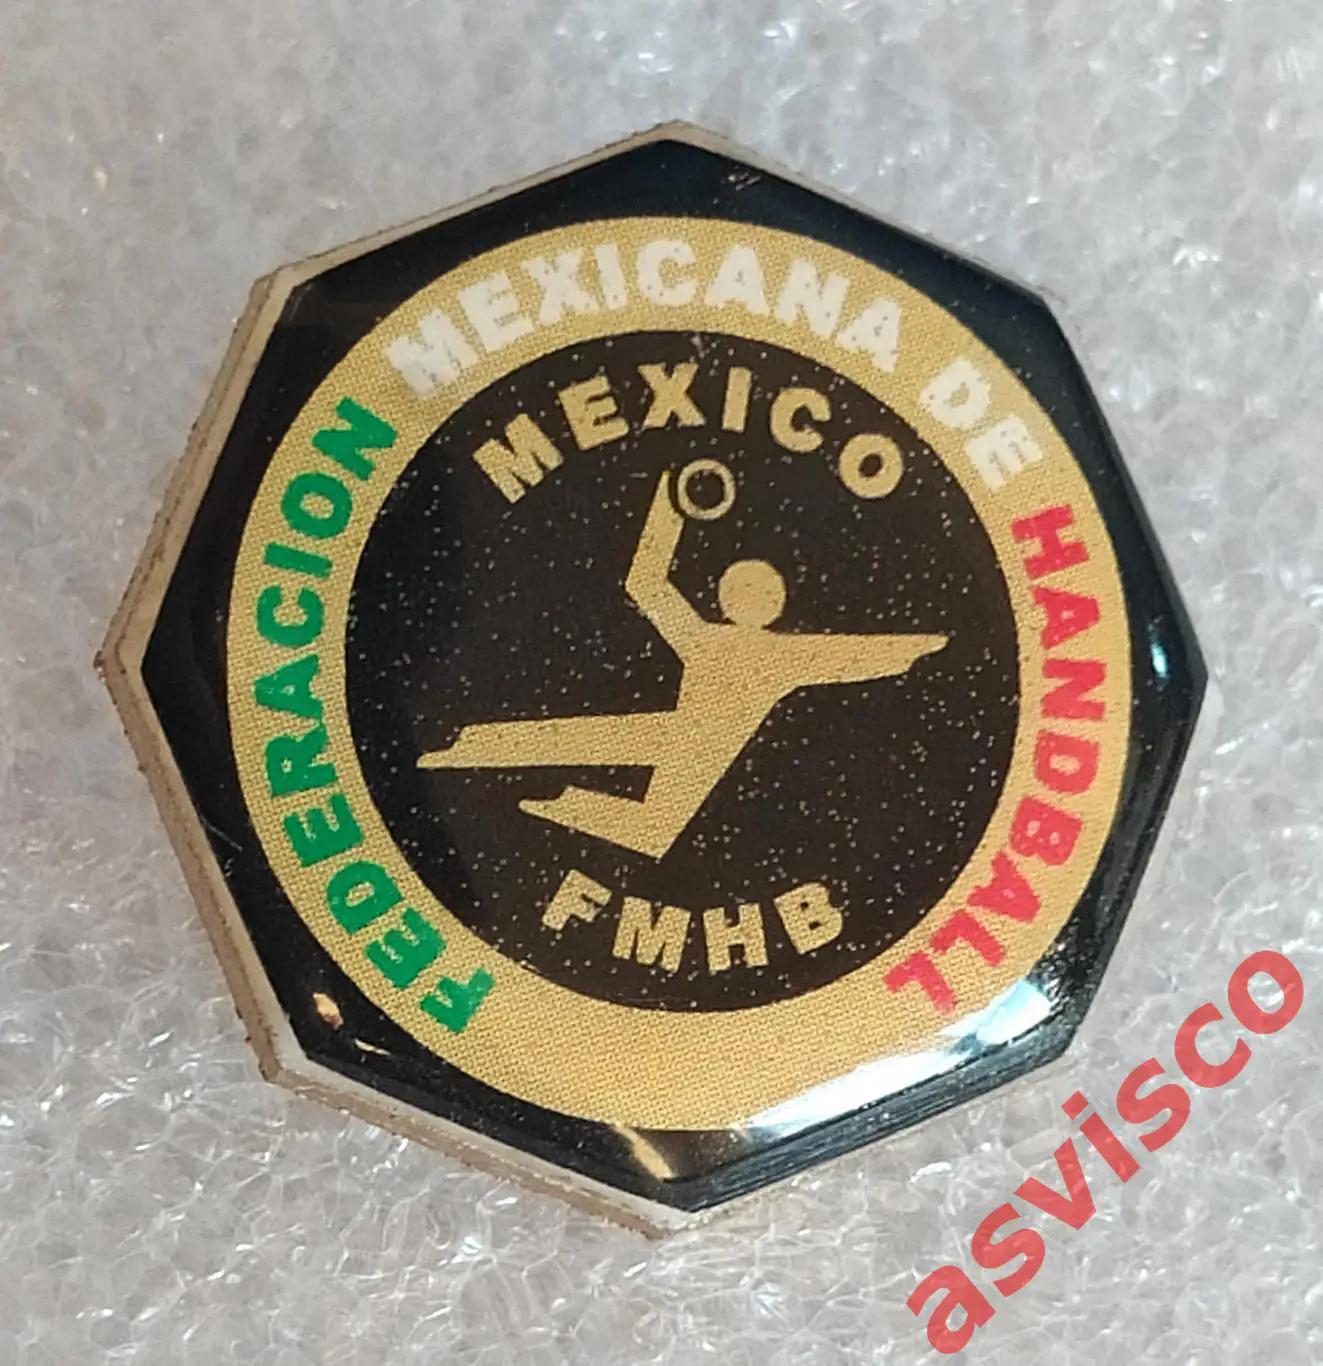 FEDERACION MEXICANA DE HANDBALL
MEXICO
FMHB
asvisco